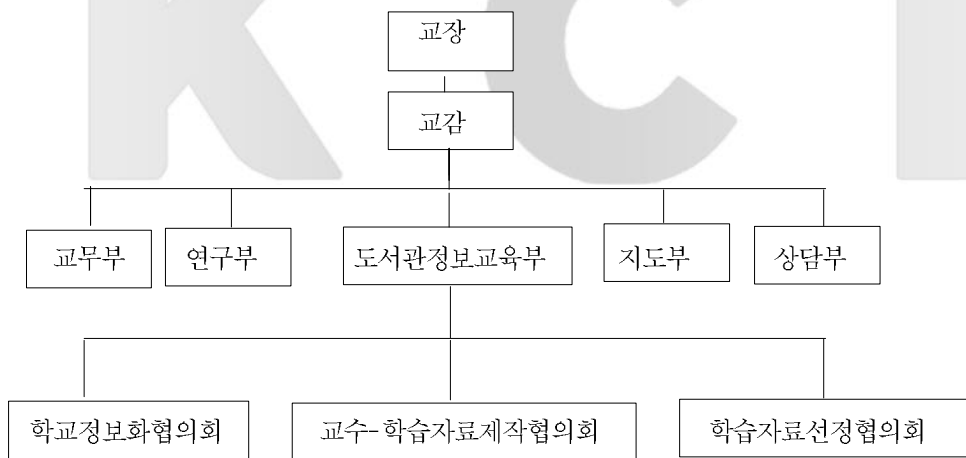 교장
교감
교무부 연구부 도서관정보교육부 지도부 상담부
학교정보화협의회 교수-학습자료제작협의회 학습자료선정협의회